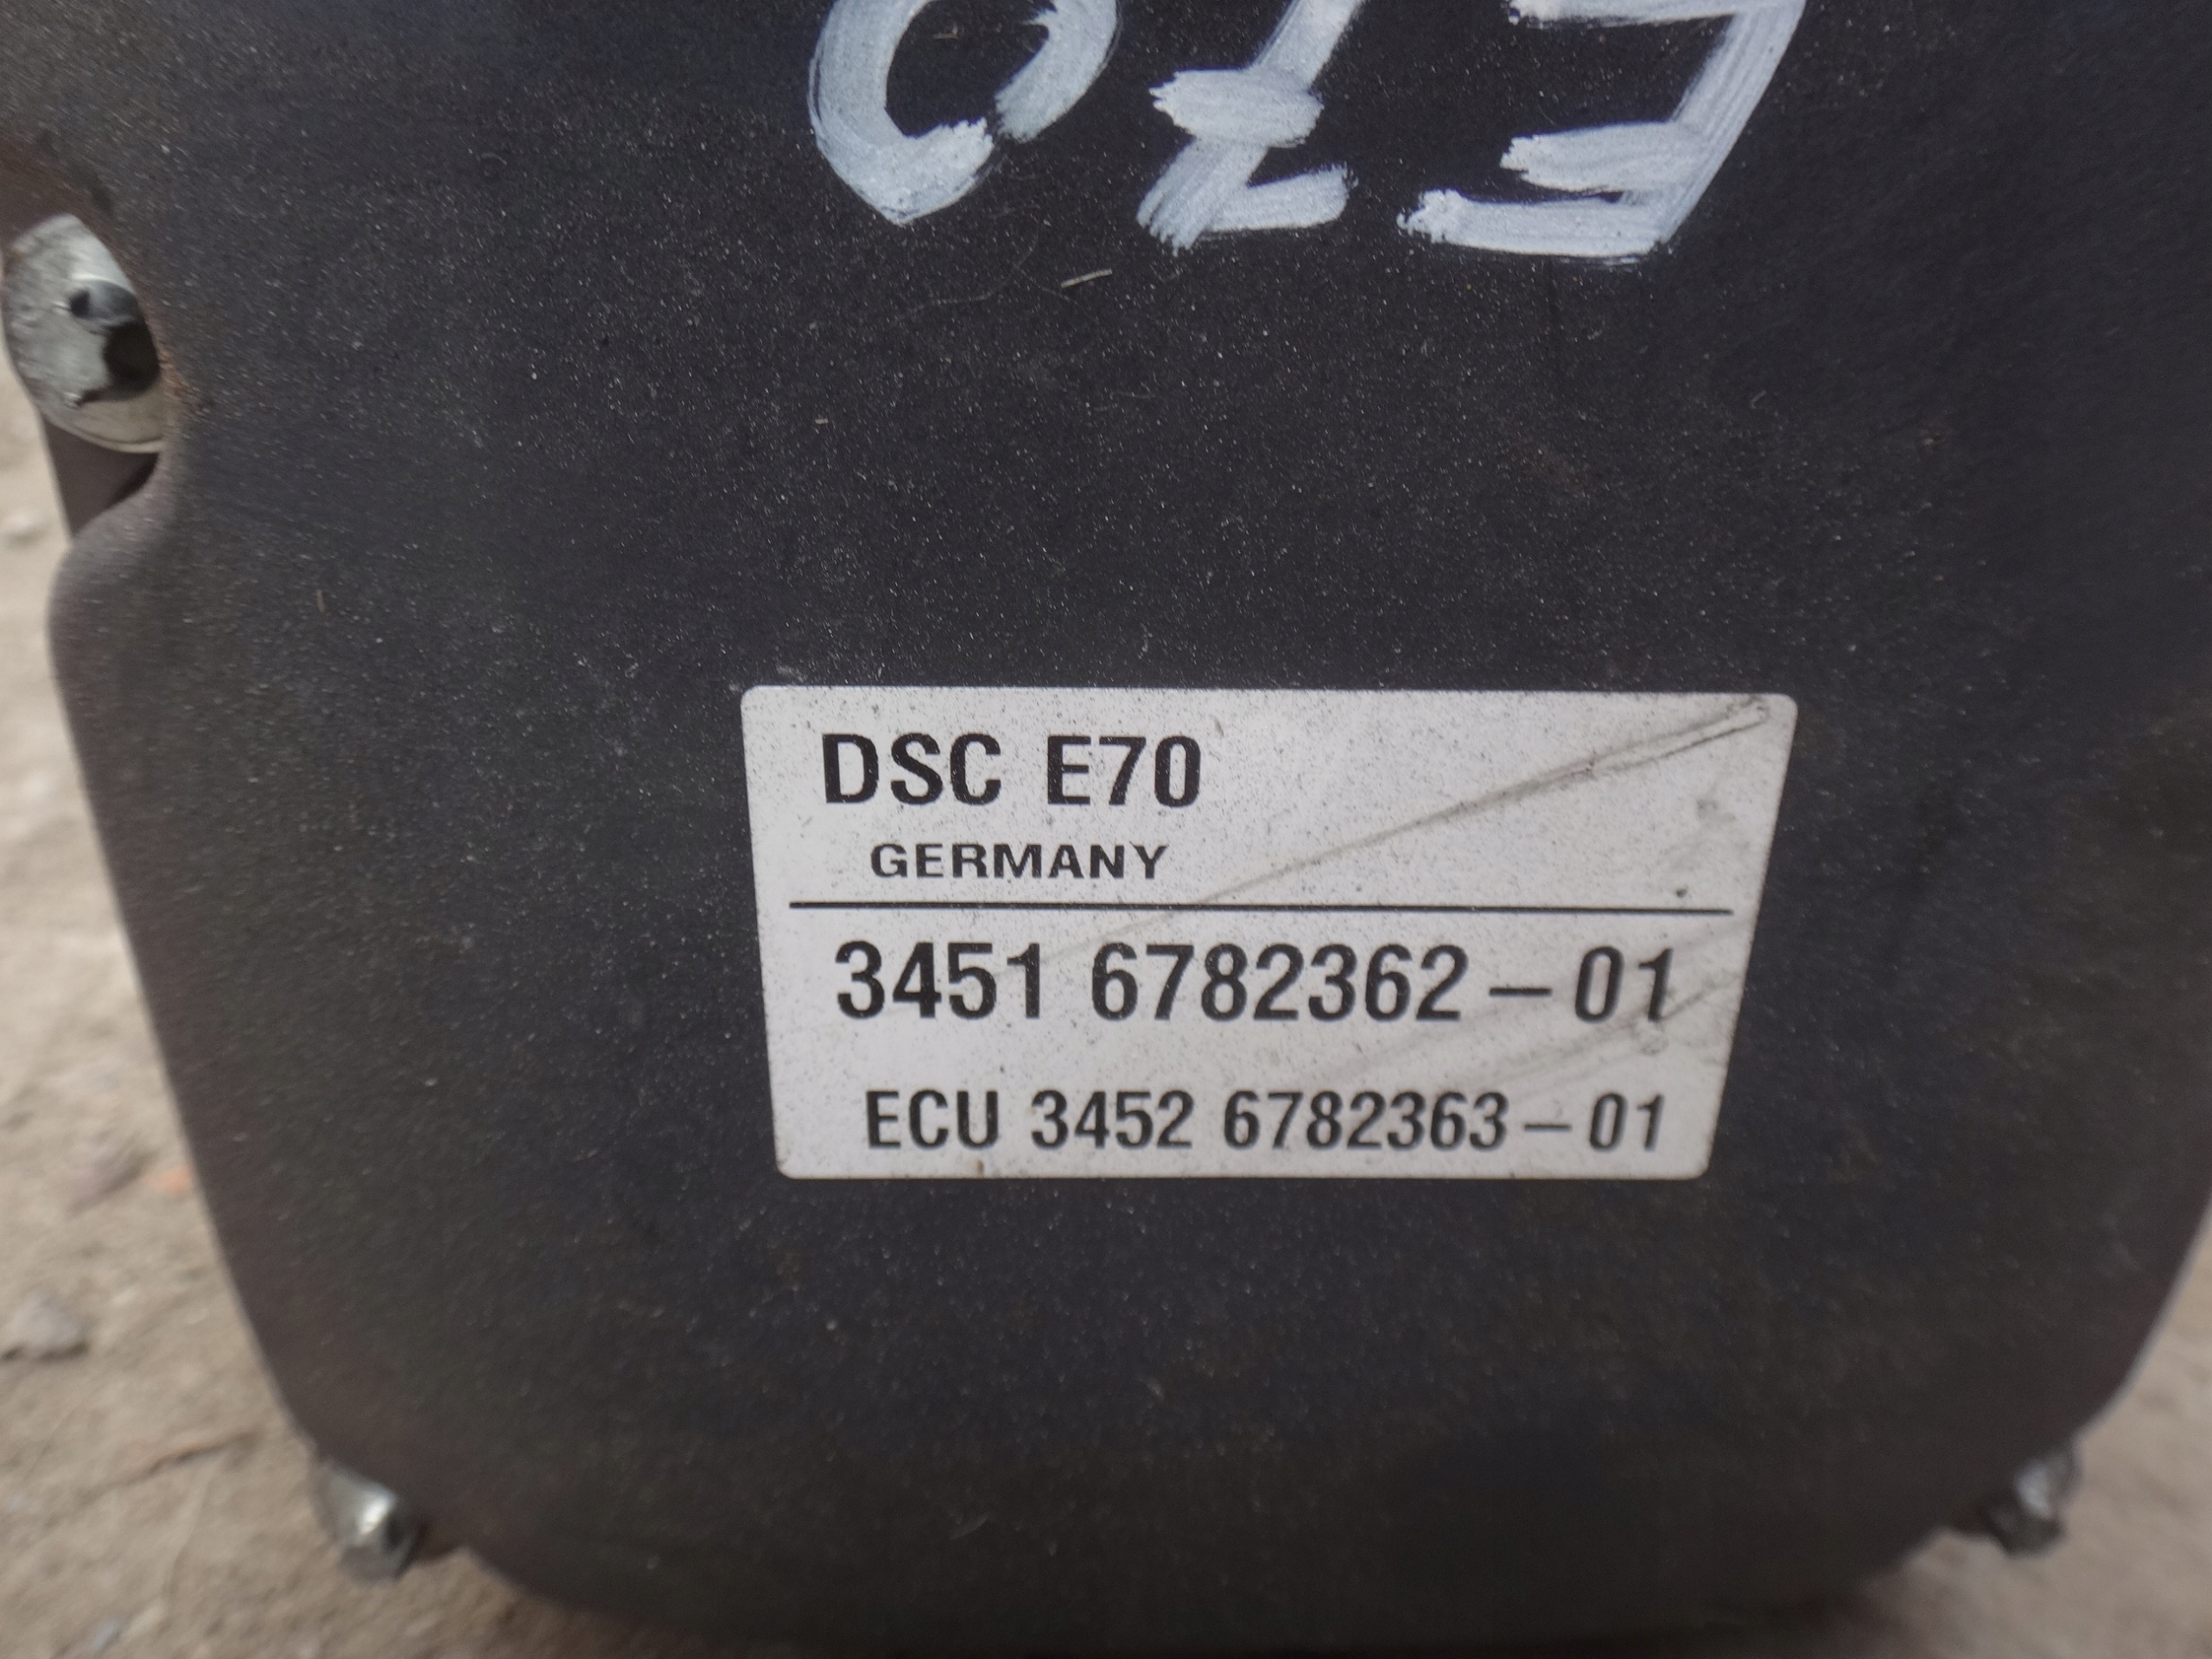 E70
DSC E70
GERMANY
3451 6782362-01
ECU 3452 6782363-01